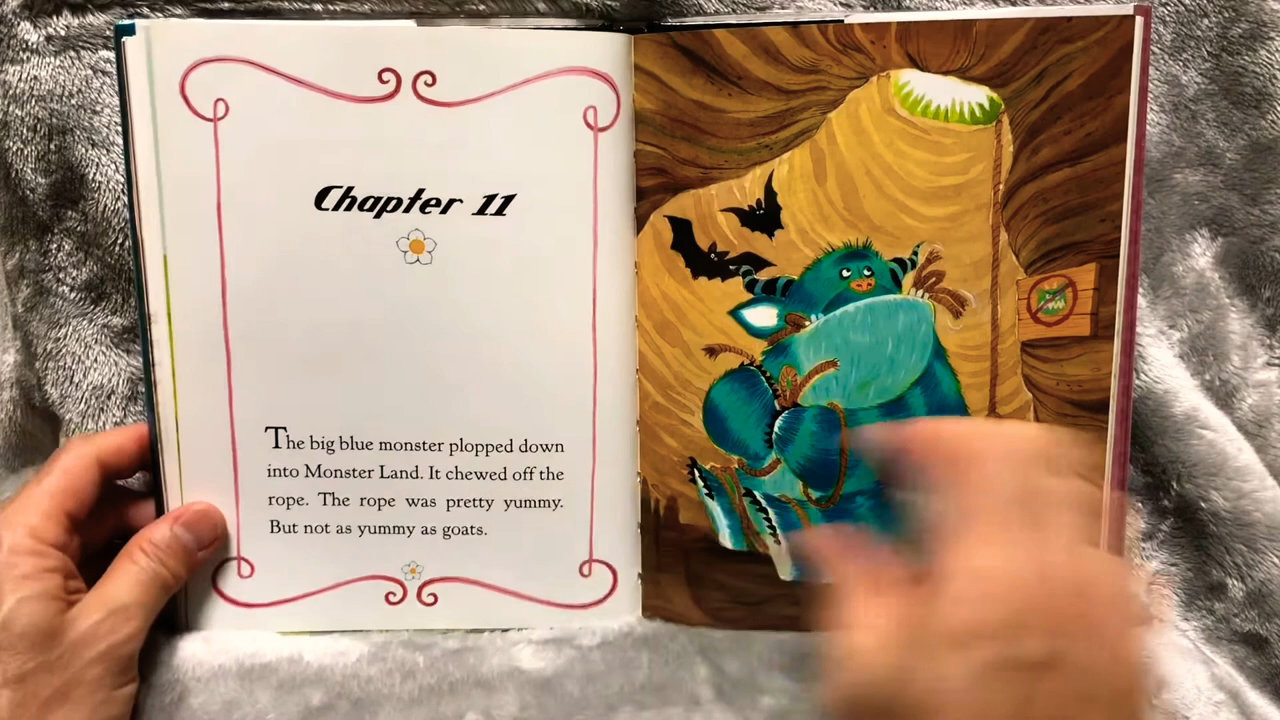 Chapter 11
The big blue monster plopped down
into Monster Land. It chewed off the
rope. The rope was pretty yummy.
But not as yummy as goats.